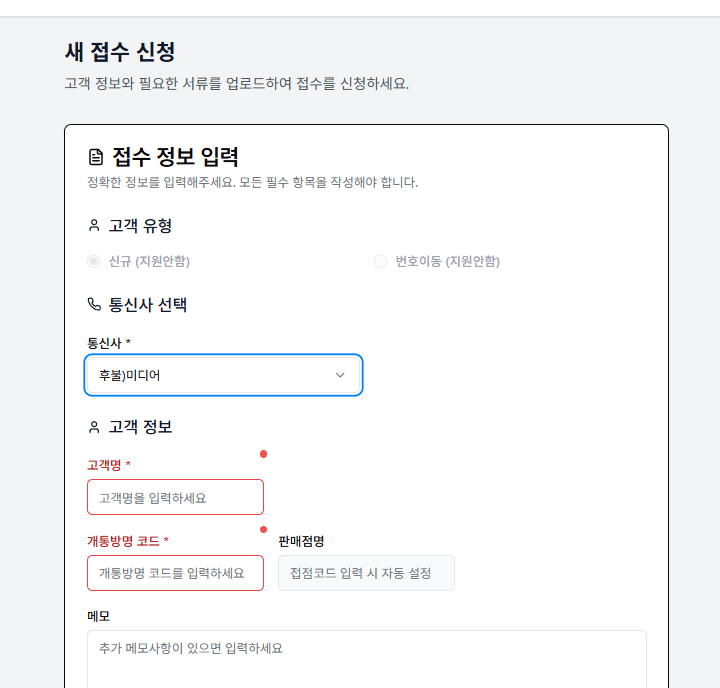 새 접수 신청
고객 정보와 필요한 서류를 업로드하여 접수를 신청하세요.
접수 정보 입력
정확한 정보를 입력해주세요. 모든 필수 항목을 작성해야 합니다.
고객 유형
신규 (지원안함) 번호이동 (지원안함)
통신사 선택
통신사 *
후불)미디어
고객 정보
고객명 *
고객명을 입력하세요
개통방명 코드 * 판매점명
개통방명 코드를 입력하세요 접점코드 입력 시 자동 설정
메모
추가 메모사항이 있으면 입력하세요